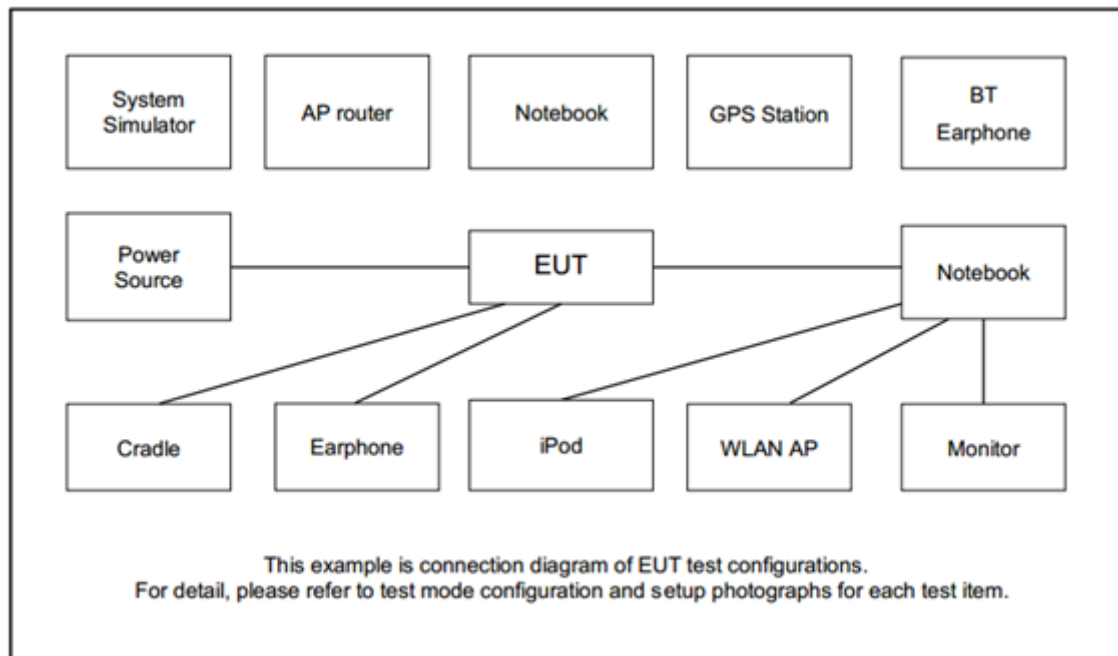 System
Simulator
AP router
Notebook
GPS Station
BT
Earphone
Power
Source
EUT
Notebook
Cradle
Earphone
iPod
WLAN AP
Monitor
This example is connection diagram of EUT test configurations.
For detail, please refer to test mode configuration and setup photographs for each test item.